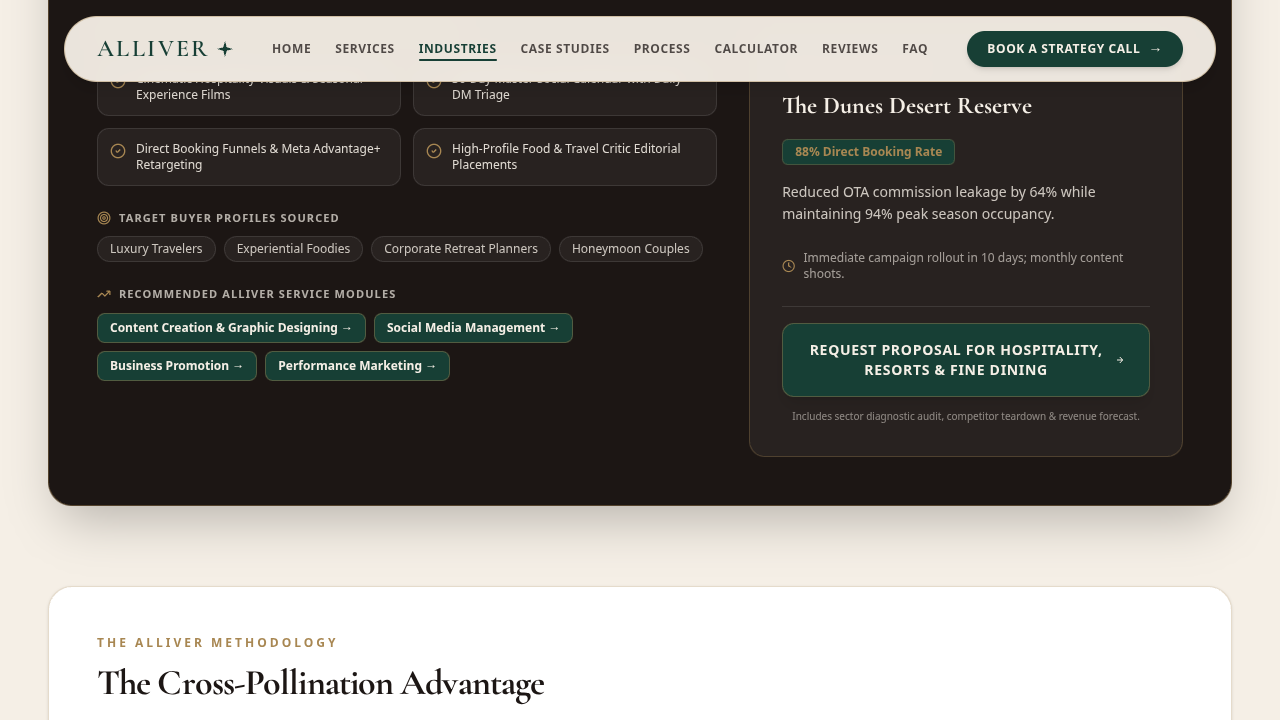 ALLIVER
HOME
SERVICES
INDUSTRIES
CASE STUDIES
PROCESS
CALCULATOR
REVIEWS
FAQ
BOOK A STRATEGY CALL →
Experience Films
DM Triage
Direct Booking Funnels & Meta Advantage+
Retargeting
High-Profile Food & Travel Critic Editorial
Placements
TARGET BUYER PROFILES SOURCED
Luxury Travelers
Experiential Foodies
Corporate Retreat Planners
Honeymoon Couples
RECOMMENDED ALLIVER SERVICE MODULES
Content Creation & Graphic Designing →
Social Media Management →
Business Promotion →
Performance Marketing →
The Dunes Desert Reserve
88% Direct Booking Rate
Reduced OTA commission leakage by 64% while
maintaining 94% peak season occupancy.
Immediate campaign rollout in 10 days; monthly content
shoots.
REQUEST PROPOSAL FOR HOSPITALITY,
RESORTS & FINE DINING
Includes sector diagnostic audit, competitor teardown & revenue forecast.
THE ALLIVER METHODOLOGY
The Cross-Pollination Advantage